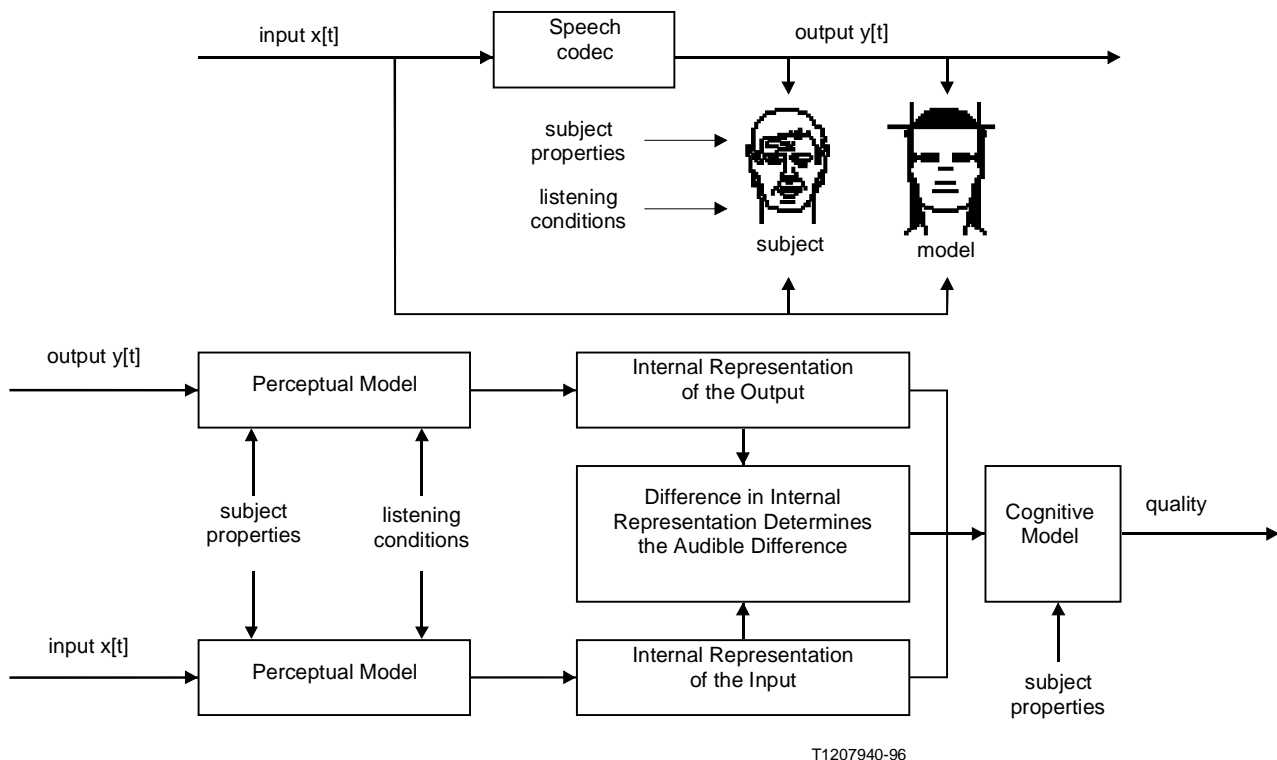 input x[t]
Speech
codec
output y[t]
subject
properties
listening
conditions
subject
model
output y[t]
Perceptual Model
Internal Representation
of the Output
subject
properties
listening
conditions
Difference in Internal
Representation Determines
the Audible Difference
Cognitive
Model
quality
input x[t]
Perceptual Model
Internal Representation
of the Input
subject
properties
T1207940-96